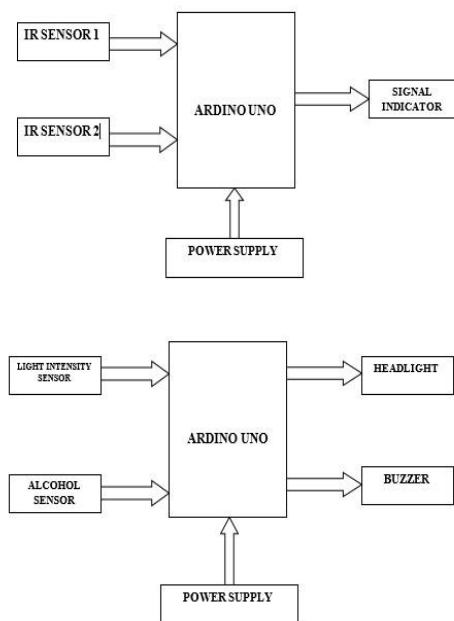 IR SENSOR 1
ARDINO UNO
SIGNAL
INDICATOR
IR SENSOR 2
POWER SUPPLY
LIGHT INTENSITY
SENSOR
HEADLIGHT
ARDINO UNO
ALCOHOL
SENSOR
BUZZER
POWER SUPPLY